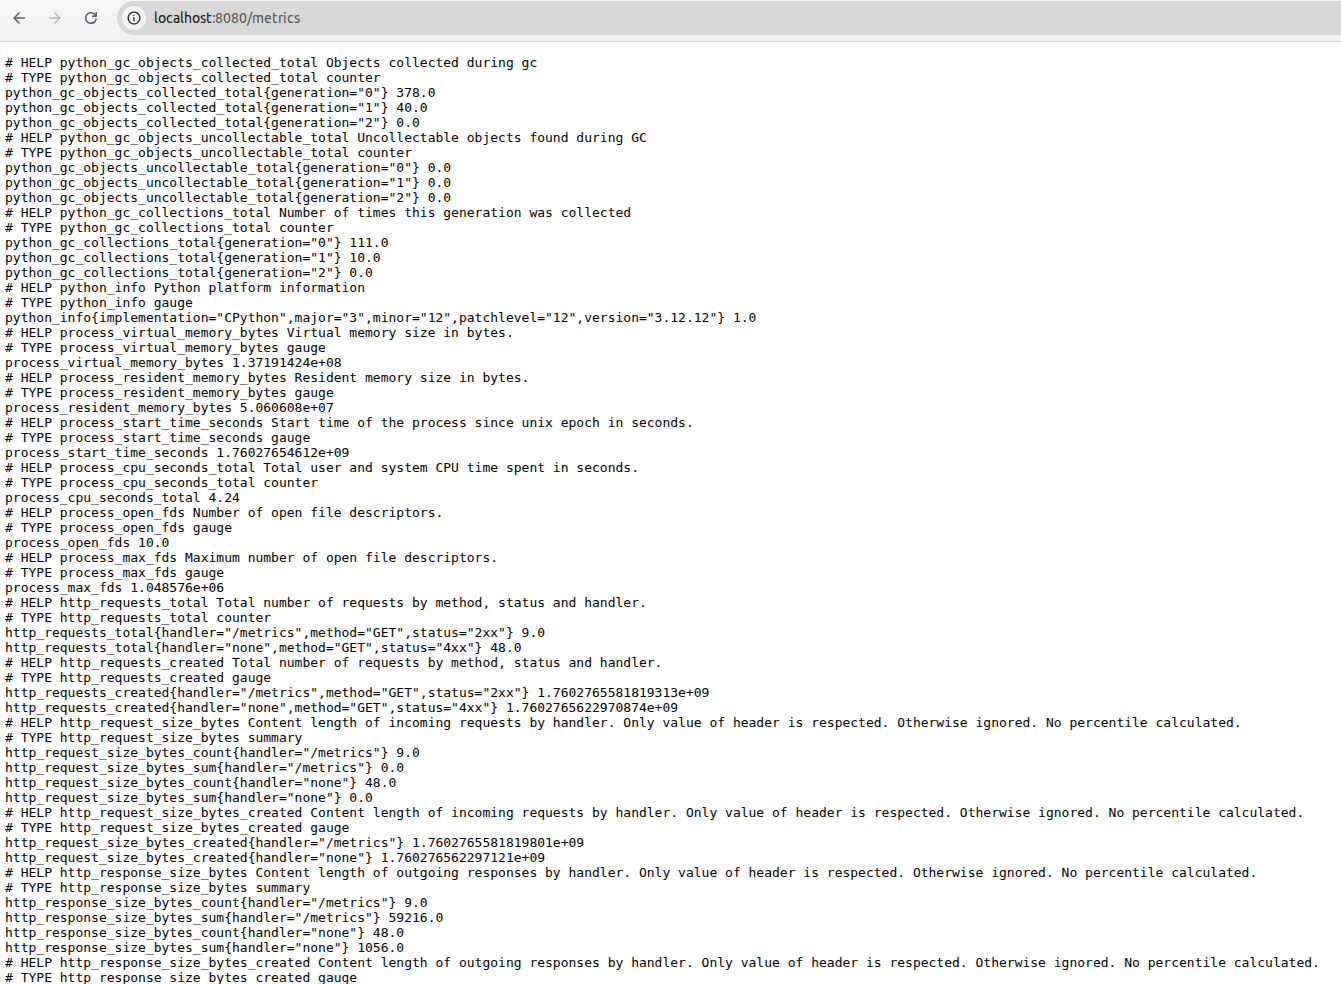 localhost:8080/metrics
# HELP python_gc_objects_collected_total Objects collected during gc
# TYPE python_gc_objects_collected_total counter
python_gc_objects_collected_total{generation="0"} 378.0
python_gc_objects_collected_total{generation="1"} 40.0
python_gc_objects_collected_total{generation="2"} 0.0
# HELP python_gc_objects_uncollectable_total Uncollectable objects found during GC
# TYPE python_gc_objects_uncollectable_total counter
python_gc_objects_uncollectable_total{generation="0"} 0.0
python_gc_objects_uncollectable_total{generation="1"} 0.0
python_gc_objects_uncollectable_total{generation="2"} 0.0
# HELP python_gc_collections_total Number of times this generation was collected
# TYPE python_gc_collections_total counter
python_gc_collections_total{generation="0"} 111.0
python_gc_collections_total{generation="1"} 10.0
python_gc_collections_total{generation="2"} 0.0
# HELP python_info Python platform information
# TYPE python_info gauge
python_info{implementation="CPython",major="3",minor="12",patchlevel="12",version="3.12.12"} 1.0
# HELP process_virtual_memory_bytes Virtual memory size in bytes.
# TYPE process_virtual_memory_bytes gauge
process_virtual_memory_bytes 1.37191424e+08
# HELP process_resident_memory_bytes Resident memory size in bytes.
# TYPE process_resident_memory_bytes gauge
process_resident_memory_bytes 5.060608e+07
# HELP process_start_time_seconds Start time of the process since unix epoch in seconds.
# TYPE process_start_time_seconds gauge
process_start_time_seconds 1.76027654612e+09
# HELP process_cpu_seconds_total Total user and system CPU time spent in seconds.
# TYPE process_cpu_seconds_total counter
process_cpu_seconds_total 4.24
# HELP process_open_fds Number of open file descriptors.
# TYPE process_open_fds gauge
process_open_fds 10.0
# HELP process_max_fds Maximum number of open file descriptors.
# TYPE process_max_fds gauge
process_max_fds 1.048576e+06
# HELP http_requests_total Total number of requests by method, status and handler.
# TYPE http_requests_total counter
http_requests_total{handler="/metrics",method="GET",status="2xx"} 9.0
http_requests_total{handler="none",method="GET",status="4xx"} 48.0
# HELP http_requests_created Total number of requests by method, status and handler.
# TYPE http_requests_created gauge
http_requests_created{handler="/metrics",method="GET",status="2xx"} 1.7602765581819313e+09
http_requests_created{handler="none",method="GET",status="4xx"} 1.7602765622970874e+09
# HELP http_request_size_bytes Content length of incoming requests by handler. Only value of header is respected. Otherwise ignored. No percentile calculated.
# TYPE http_request_size_bytes summary
http_request_size_bytes_count{handler="/metrics"} 9.0
http_request_size_bytes_sum{handler="/metrics"} 0.0
http_request_size_bytes_count{handler="none"} 48.0
http_request_size_bytes_sum{handler="none"} 0.0
# HELP http_request_size_bytes_created Content length of incoming requests by handler. Only value of header is respected. Otherwise ignored. No percentile calculated.
# TYPE http_request_size_bytes_created gauge
http_request_size_bytes_created{handler="/metrics"} 1.7602765581819801e+09
http_request_size_bytes_created{handler="none"} 1.760276562297121e+09
# HELP http_response_size_bytes Content length of outgoing responses by handler. Only value of header is respected. Otherwise ignored. No percentile calculated.
# TYPE http_response_size_bytes summary
http_response_size_bytes_count{handler="/metrics"} 9.0
http_response_size_bytes_sum{handler="/metrics"} 59216.0
http_response_size_bytes_count{handler="none"} 48.0
http_response_size_bytes_sum{handler="none"} 1056.0
# HELP http_response_size_bytes_created Content length of outgoing responses by handler. Only value of header is respected. Otherwise ignored. No percentile calculated.
# TYPE http_response_size_bytes_created gauge